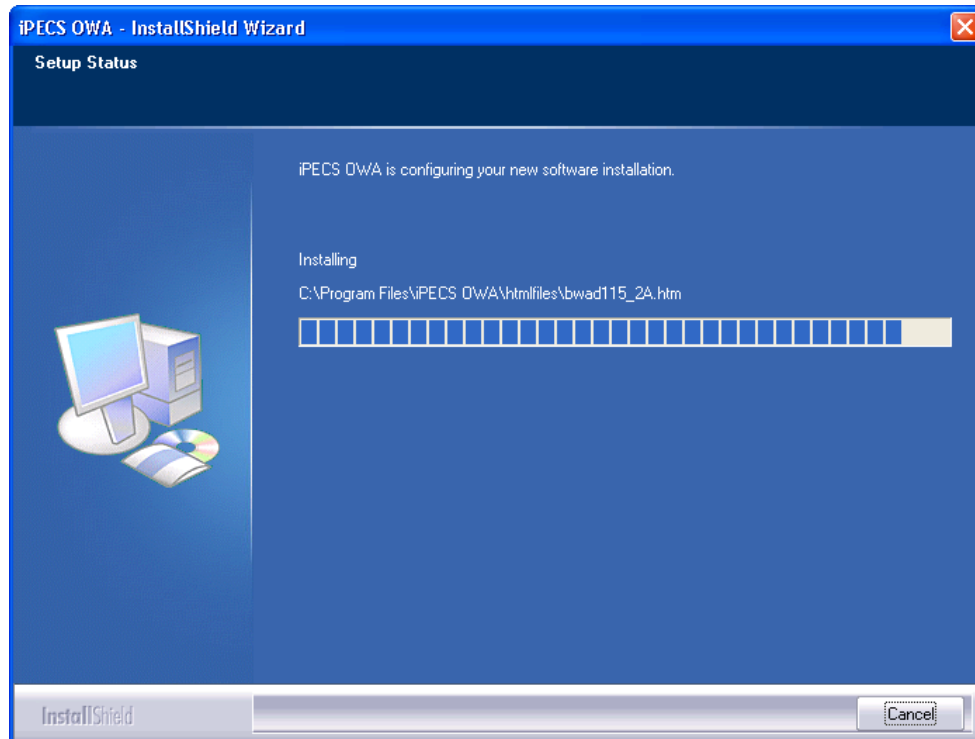 iPECS OWA - InstallShield Wizard
Setup Status
iPECS OWA is configuring your new software installation.
Installing
C:\Program Files\iPECS OWA\htmlfiles\bwad115_2A.htm
InstallShield
Cancel